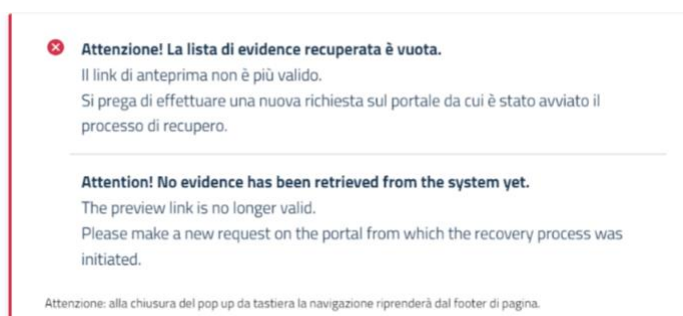 Attenzione! La lista di evidence recuperata è vuota.
Il link di anteprima non è più valido.
Si prega di effettuare una nuova richiesta sul portale da cui è stato avviato il
processo di recupero.
Attention! No evidence has been retrieved from the system yet.
The preview link is no longer valid.
Please make a new request on the portal from which the recovery process was
initiated.
Attenzione: alla chiusura del pop up da tastiera la navigazione riprenderà dal footer di pagina.